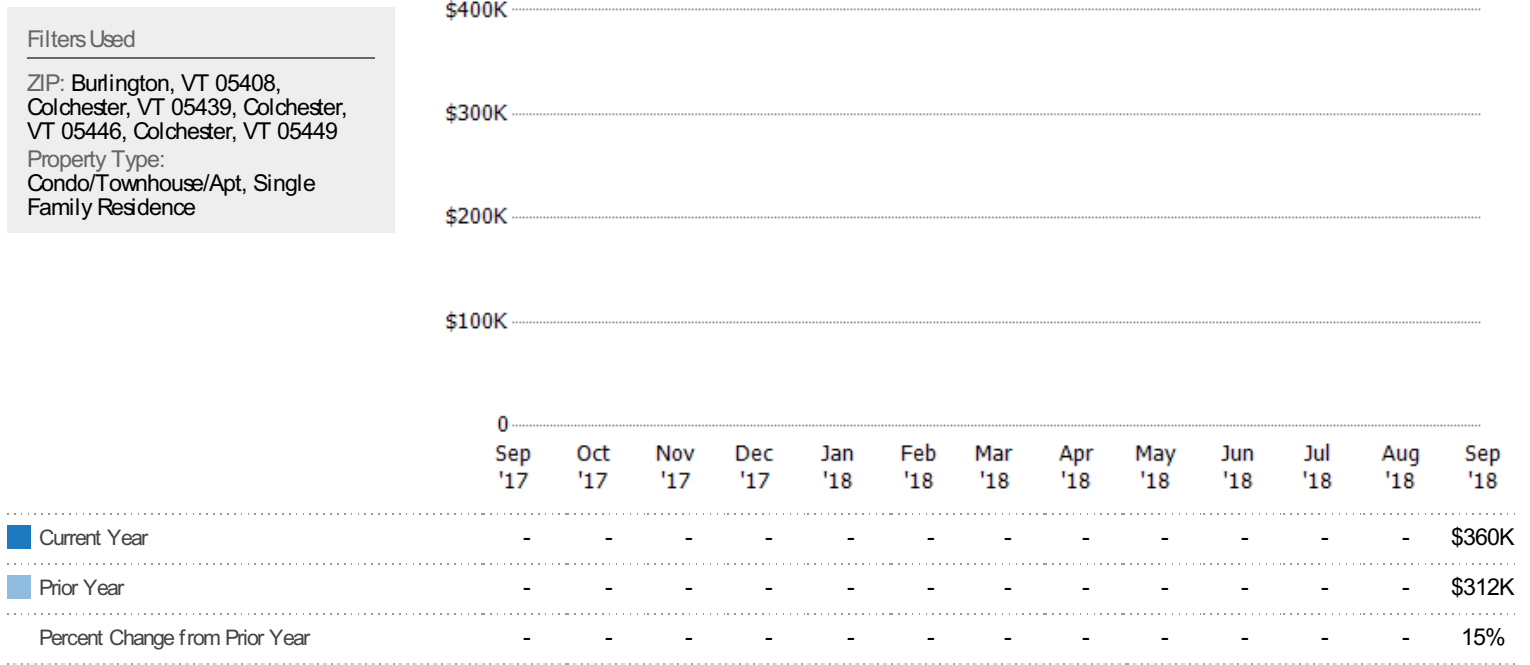 Filters Used
ZIP: Burlington, VT 05408,
Colchester, VT 05439, Colchester,
VT 05446, Colchester, VT 05449
Property Type:
Condo/Townhouse/Apt, Single
Family Residence
$400K
$300K
$200K
$100K
0
Sep Oct Nov Dec Jan Feb Mar Apr May Jun Jul Aug Sep
'17 '17 '17 '17 '18 '18 '18 '18 '18 '18 '18 '18 '18
Current Year - - - - - - - - - - - - $360K
Prior Year - - - - - - - - - - - - $312K
Percent Change from Prior Year - - - - - - - - - - - - 15%